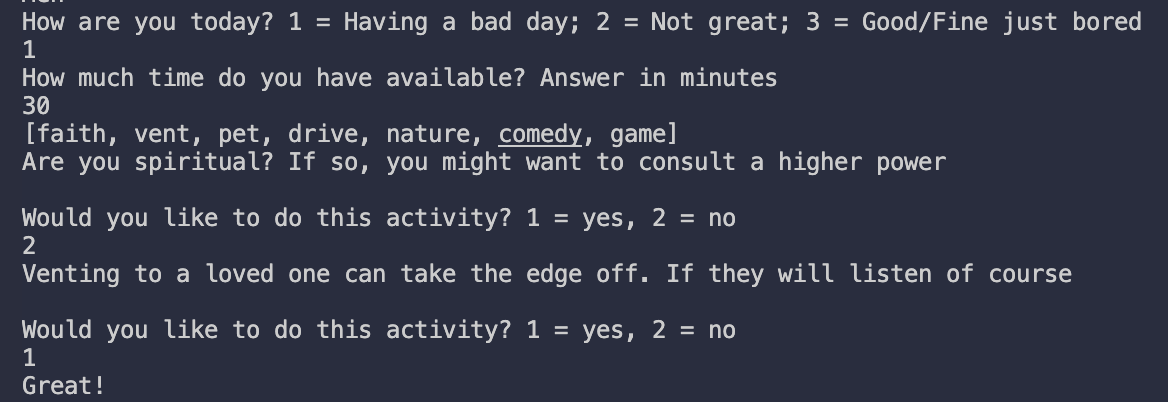 How are you today? 1 = Having a bad day; 2 = Not great; 3 = Good/Fine just bored
1
How much time do you have available? Answer in minutes
30
[faith, vent, pet, drive, nature, comedy, game]
Are you spiritual? If so, you might want to consult a higher power
Would you like to do this activity? 1 = yes, 2 = no
2
Venting to a loved one can take the edge off. If they will listen of course
Would you like to do this activity? 1 = yes, 2 = no
1
Great!